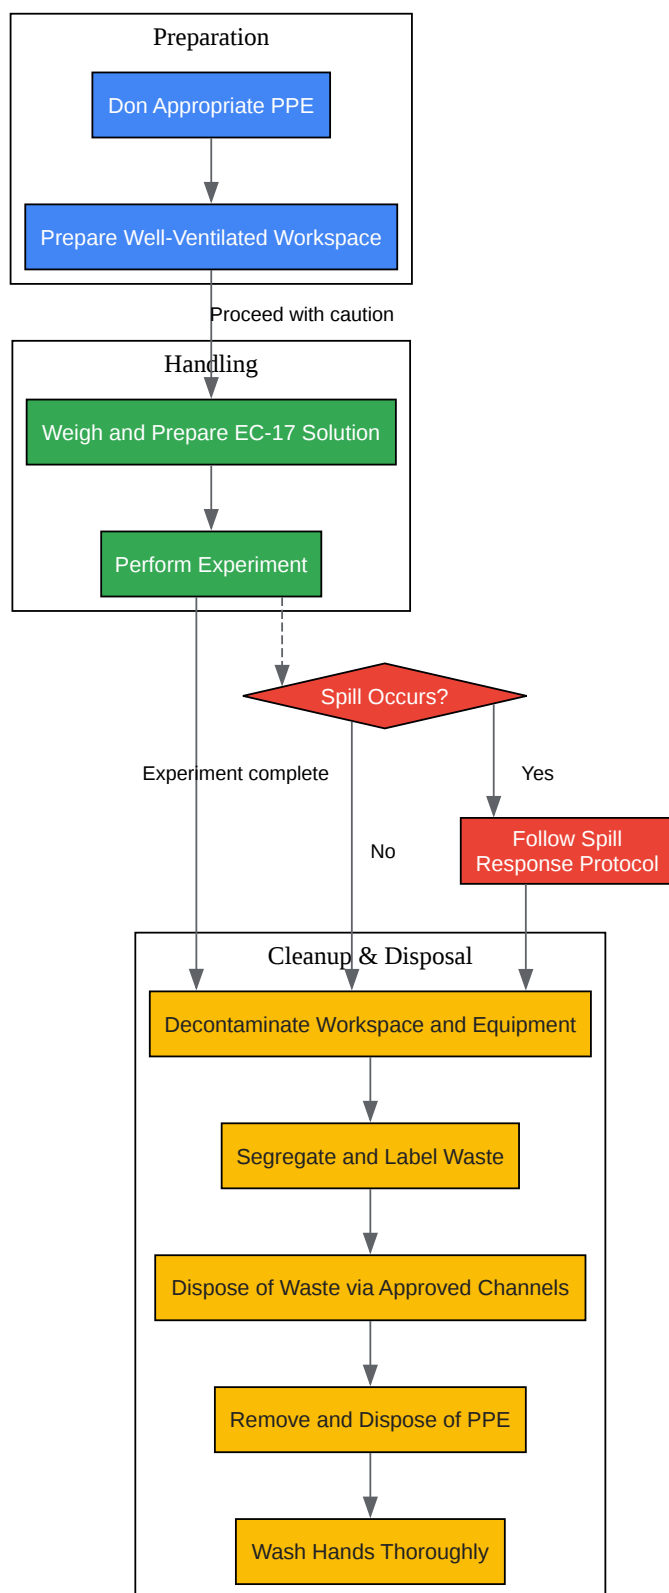 Preparation
Don Appropriate PPE
Prepare Well-Ventilated Workspace
Proceed with caution
Handling
Weigh and Prepare EC-17 Solution
Perform Experiment
Spill Occurs?
Experiment complete
Yes
Follow Spill
Response Protocol
No
Cleanup & Disposal
Decontaminate Workspace and Equipment
Segregate and Label Waste
Dispose of Waste via Approved Channels
Remove and Dispose of PPE
Wash Hands Thoroughly